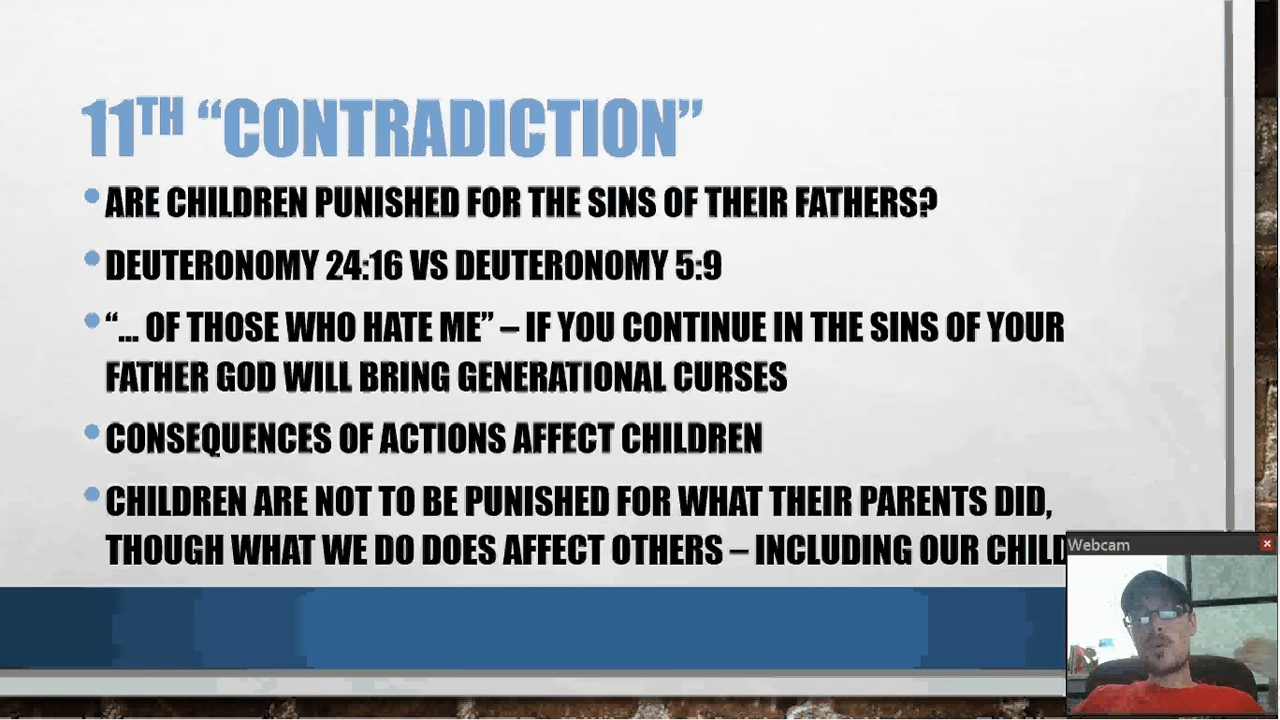 11TH “CONTRADICTION”
•ARE CHILDREN PUNISHED FOR THE SINS OF THEIR FATHERS?
•DEUTERONOMY 24:16 VS DEUTERONOMY 5:9
•“... OF THOSE WHO HATE ME” – IF YOU CONTINUE IN THE SINS OF YOUR
FATHER GOD WILL BRING GENERATIONAL CURSES
•CONSEQUENCES OF ACTIONS AFFECT CHILDREN
•CHILDREN ARE NOT TO BE PUNISHED FOR WHAT THEIR PARENTS DID,
THOUGH WHAT WE DO DOES AFFECT OTHERS – INCLUDING OUR CHILD
Webcam